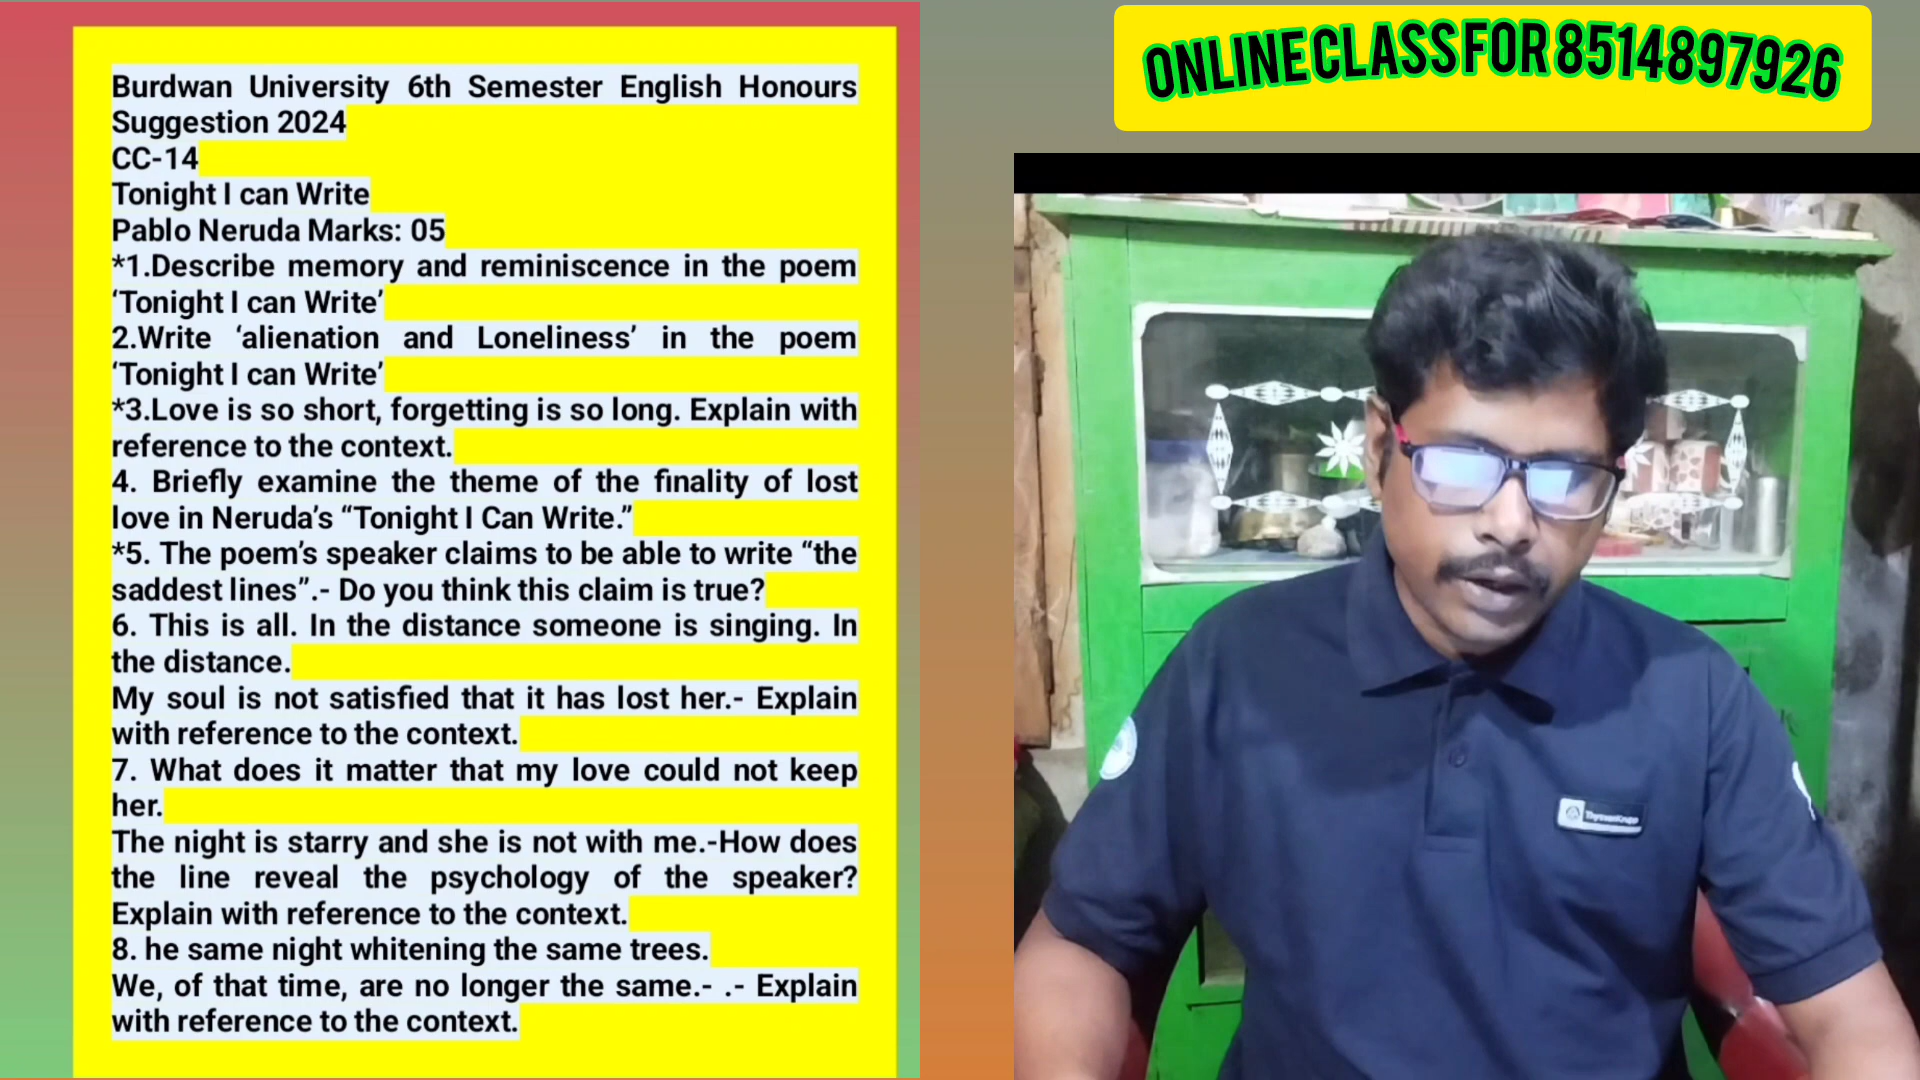 Burdwan University 6th Semester English Honours
Suggestion 2024
CC-14
Tonight I can Write
Pablo Neruda Marks: 05
*1.Describe memory and reminiscence in the poem
‘Tonight I can Write’
2.Write ‘alienation and Loneliness’ in the poem
‘Tonight I can Write’
*3.Love is so short, forgetting is so long. Explain with
reference to the context.
4. Briefly examine the theme of the finality of lost
love in Neruda’s “Tonight I Can Write.”
*5. The poem’s speaker claims to be able to write “the
saddest lines”.- Do you think this claim is true?
6. This is all. In the distance someone is singing. In
the distance.
My soul is not satisfied that it has lost her.- Explain
with reference to the context.
7. What does it matter that my love could not keep
her.
The night is starry and she is not with me.-How does
the line reveal the psychology of the speaker?
Explain with reference to the context.
8. he same night whitening the same trees.
We, of that time, are no longer the same.- .- Explain
with reference to the context.
ONLINE CLASS FOR 8514897926
ThyssenKrupp